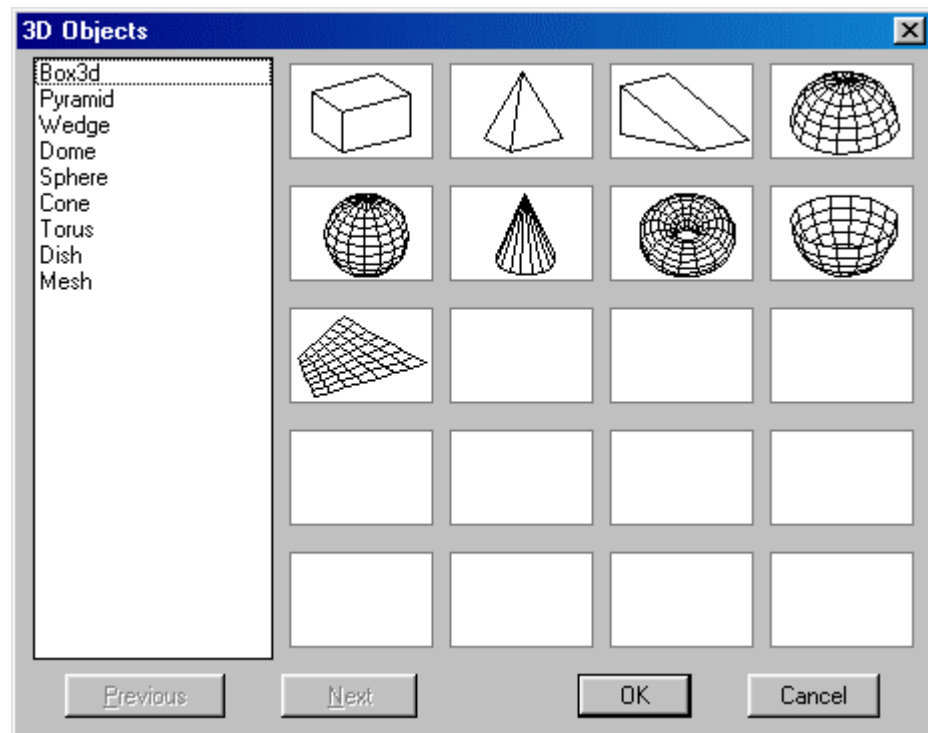 3D Objects
Box3d
Pyramid
Wedge
Dome
Sphere
Cone
Torus
Dish
Mesh
Previous
Next
OK
Cancel